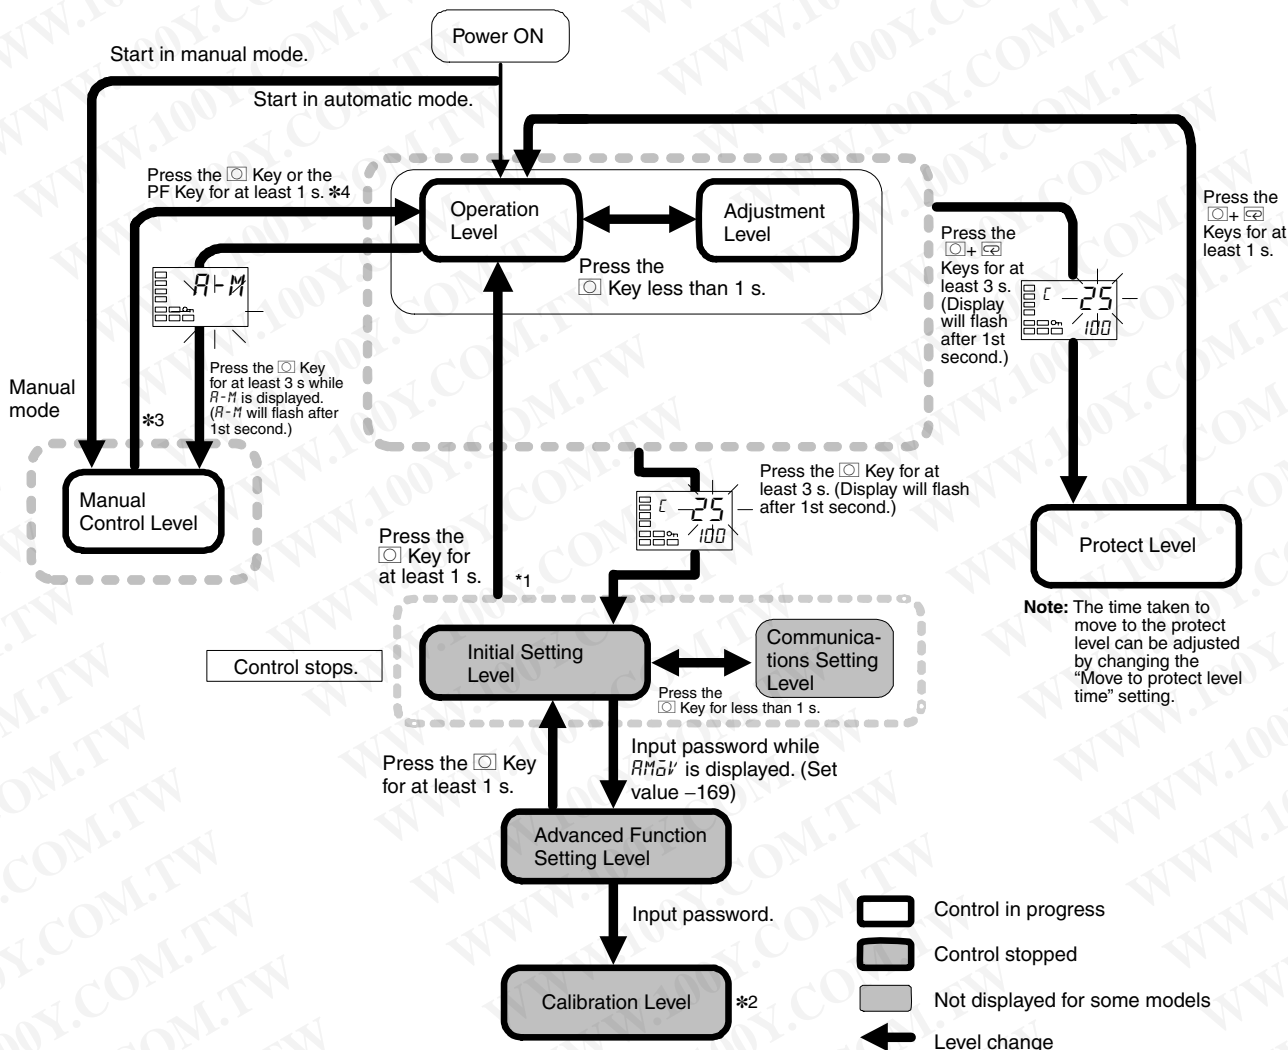 Power ON
Start in manual mode.
Start in automatic mode.
Press the Key or the
PF Key for at least 1 s. *4
Operation
Level
Adjustment
Level
Press the
Key less than 1 s.
A-M
Press the Key
for at least 3 s while
A-M is displayed.
(A-M will flash after
1st second.)
Manual
mode
*3
Manual
Control Level
Press the
+
Keys for at
least 3 s.
(Display
will flash
after 1st
second.)
C 25
100
Press the
+
Keys for at
least 1 s.
Press the Key for at
least 3 s. (Display will flash
after 1st second.)
C 25
100
Protect Level
Note: The time taken to
move to the protect
level can be adjusted
by changing the
“Move to protect level
time” setting.
Press the
Key for
at least 1 s.
*1
Control stops.
Initial Setting
Level
Communica-
tions Setting
Level
Press the
Key for less than 1 s.
Press the Key
for at least 1 s.
Input password while
AMOV is displayed. (Set
value −169)
Advanced Function
Setting Level
Input password.
Calibration Level
*2
Control in progress
Control stopped
Not displayed for some models
Level change
WWW.100Y.COM.TW